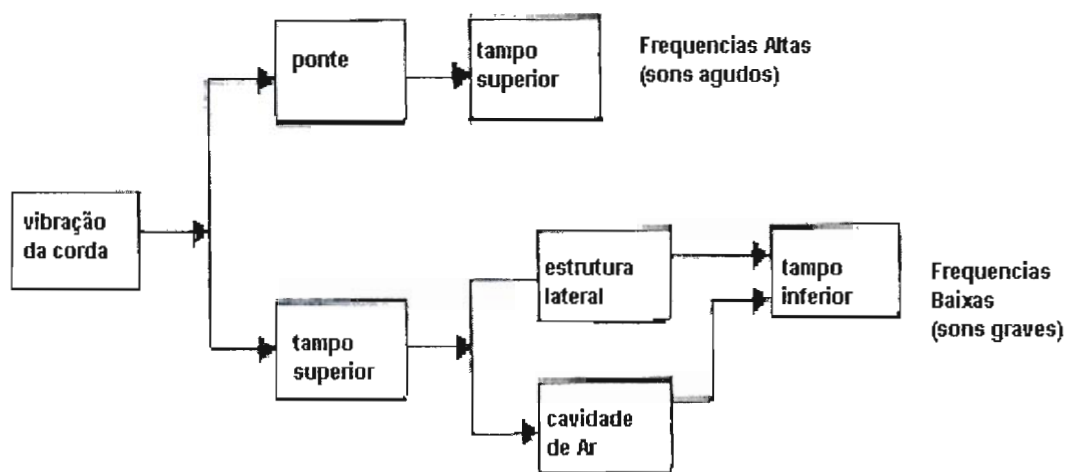 ponte
tampo
superior
Frequencias Altas
(sons agudos)
vibração
da corda
estrutura
lateral
tampo
inferior
Frequencias
Baixas
(sons graves)
tampo
superior
cavidade
de Ar